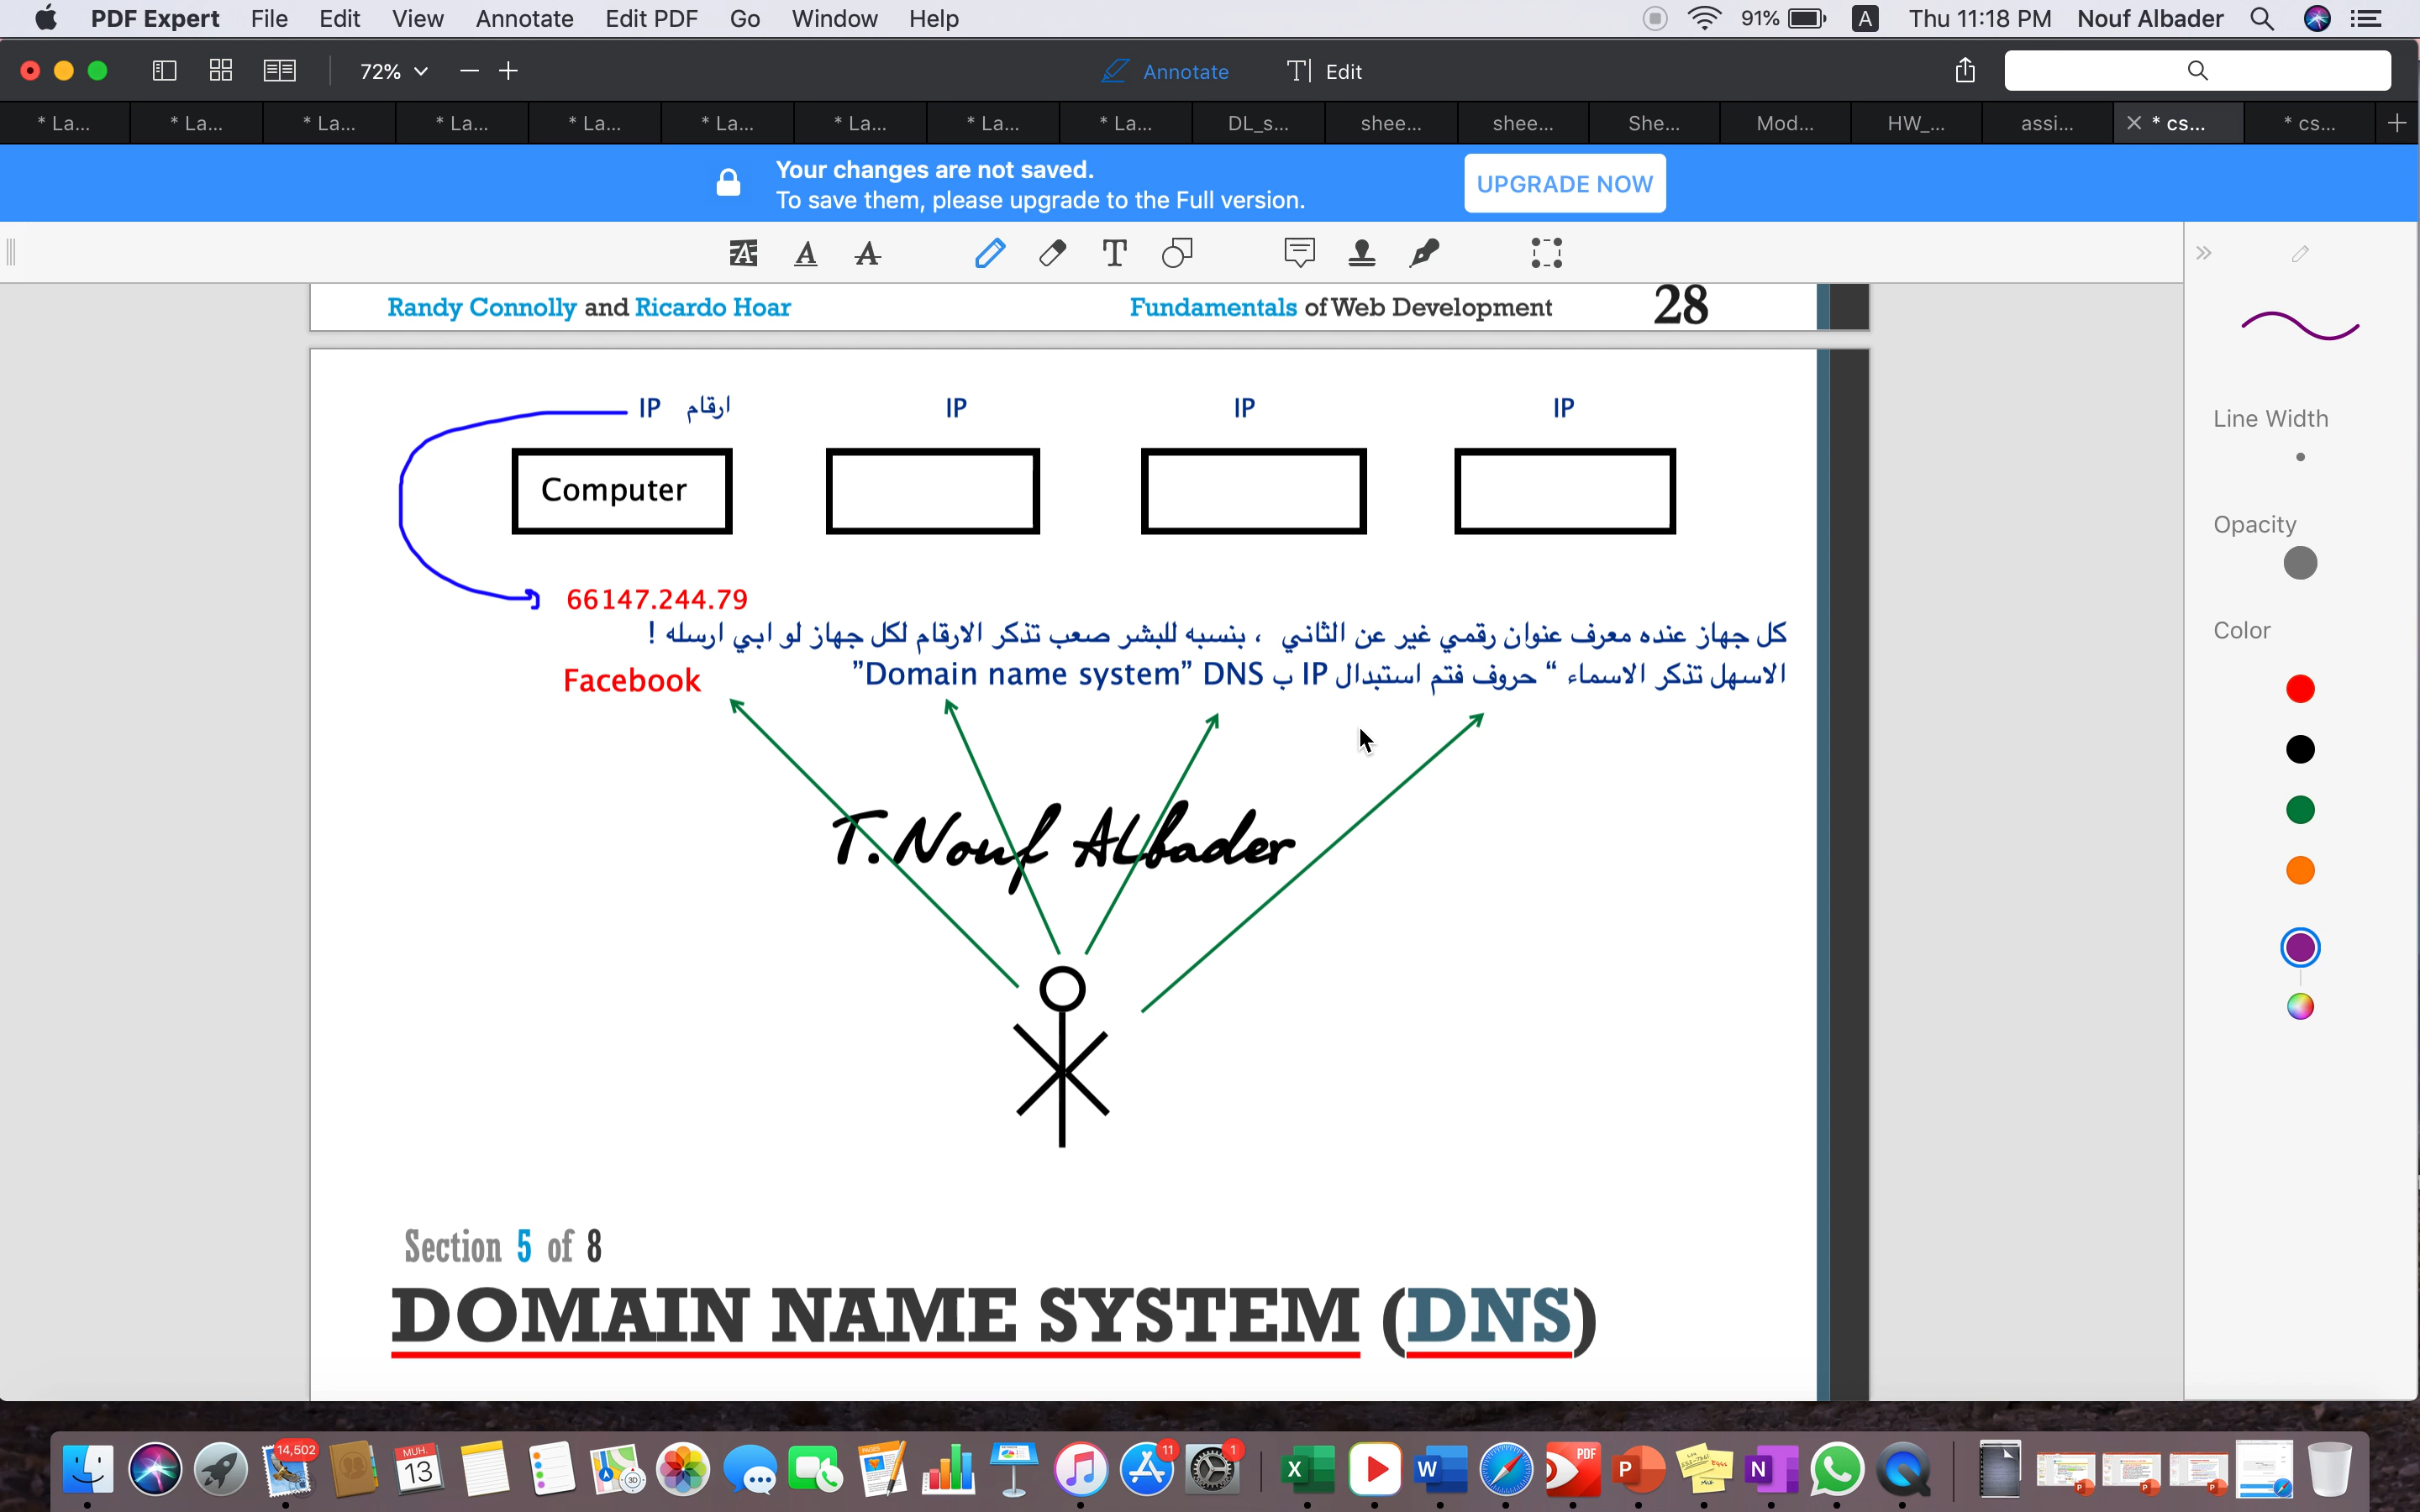 PDF Expert File Edit View Annotate Edit PDF Go Window Help 91% A Thu 11:18 PM Nouf Albader
72% Annotate T Edit
* La... * La... * La... * La... * La... * La... * La... * La... * La... DL_s... shee... shee... She... Mod... HW_... assi... * cs... * cs...
Your changes are not saved.
To save them, please upgrade to the Full version.
UPGRADE NOW
Randy Connolly and Ricardo Hoar Fundamentals of Web Development 28
IP ارقام IP IP IP
Computer
66147.244.79
كل جهاز عنده معرف عنوان رقمي غير عن الثاني ، بنسبه للبشر صعب تذكر الارقام لكل جهاز لو ابي ارسله !
الاسهل تذكر الاسماء “ حروف فتم استبدال IP ب DNS “Domain name system”
Facebook
T.Nouf ALbader
Section 5 of 8
DOMAIN NAME SYSTEM (DNS)
Line Width
Opacity
Color
14,502
MUH.
13
3D
PAGES
11
1
X
W
PDF
P
N
P
P
P